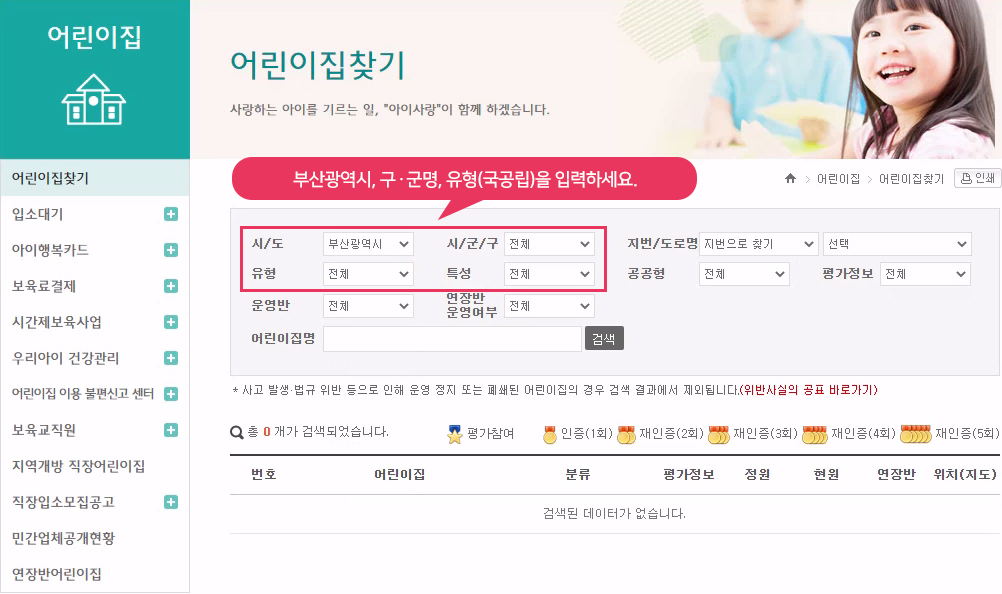 어린이집
어린이집찾기
사랑하는 아이를 기르는 일, "아이사랑"이 함께 하겠습니다.
어린이집찾기
입소대기
아이행복카드
보육료결제
시간제보육사업
우리아이 건강관리
어린이집 이용 불편신고 센터
보육교직원
지역개방 직장어린이집
직장입소모집공고
민간업체공개현황
연장반어린이집
부산광역시, 구·군명, 유형(국공립)을 입력하세요.
어린이집 > 어린이집찾기 인쇄
시/도 부산광역시 시/군/구 전체 지번/도로명 지번으로 찾기 선택
유형 전체 특성 전체 공공형 전체 평가정보 전체
운영반 전체 연장반 운영여부 전체
어린이집명 검색
* 사고 발생·법규 위반 등으로 인해 운영 정지 또는 폐쇄된 어린이집의 경우 검색 결과에서 제외됩니다.(위반사실의 공표 바로가기)
총 0 개가 검색되었습니다. 평가참여 인증(1회) 재인증(2회) 재인증(3회) 재인증(4회) 재인증(5회)
번호 어린이집 분류 평가정보 정원 현원 연장반 위치(지도)
검색된 데이터가 없습니다.